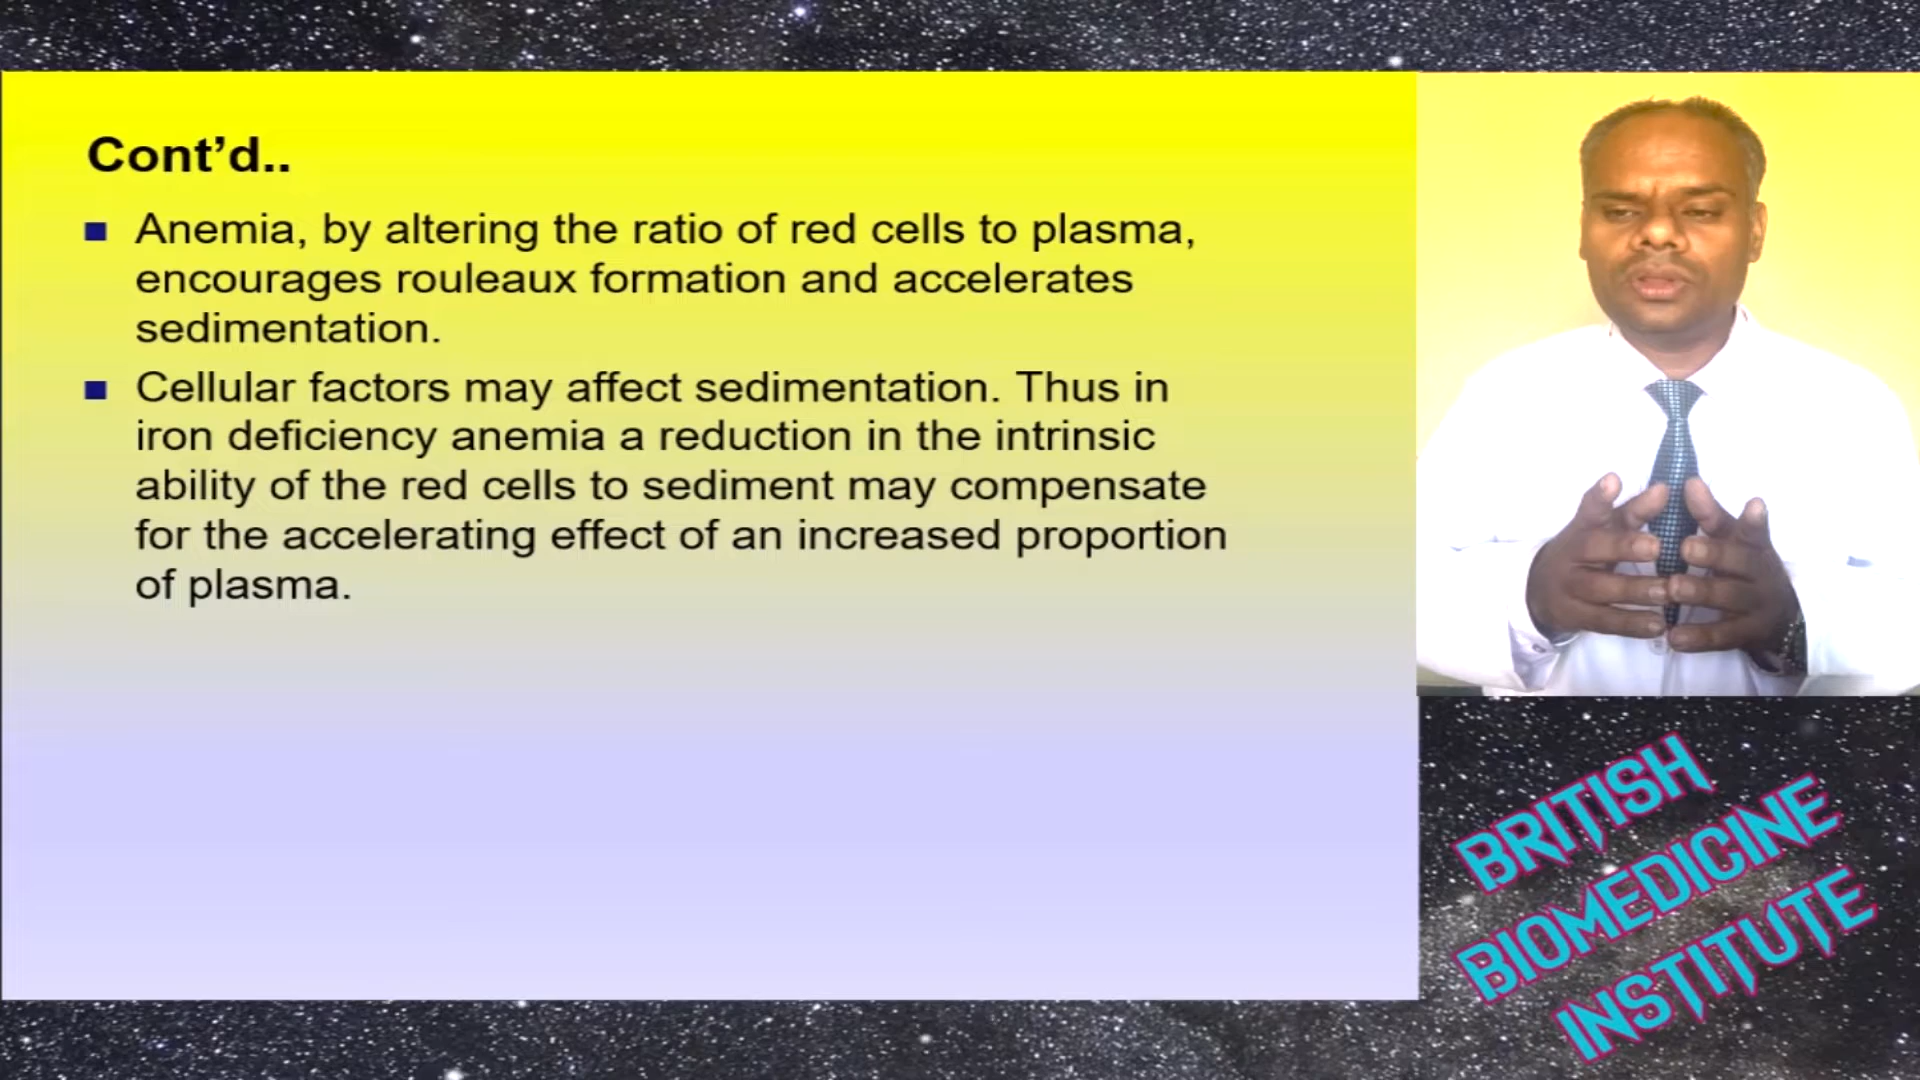 Cont’d..
Anemia, by altering the ratio of red cells to plasma,
encourages rouleaux formation and accelerates
sedimentation.
Cellular factors may affect sedimentation. Thus in
iron deficiency anemia a reduction in the intrinsic
ability of the red cells to sediment may compensate
for the accelerating effect of an increased proportion
of plasma.
BRITISH
BIOMEDICINE
INSTITUTE